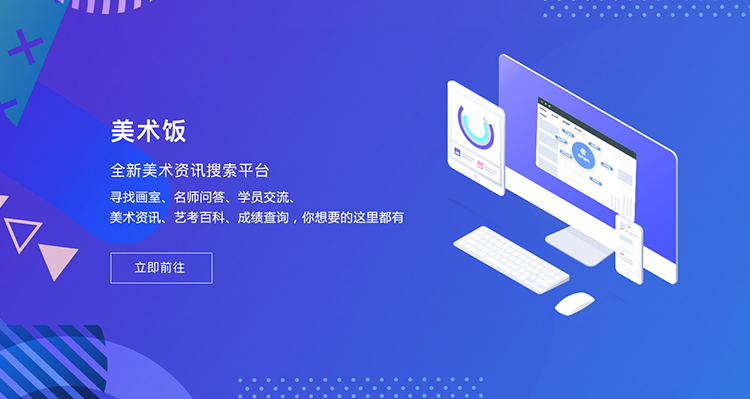 美术饭
全新美术资讯搜索平台
寻找画室、名师问答、学员交流、
美术资讯、艺考百科、成绩查询，你想要的这里都有
立即前往